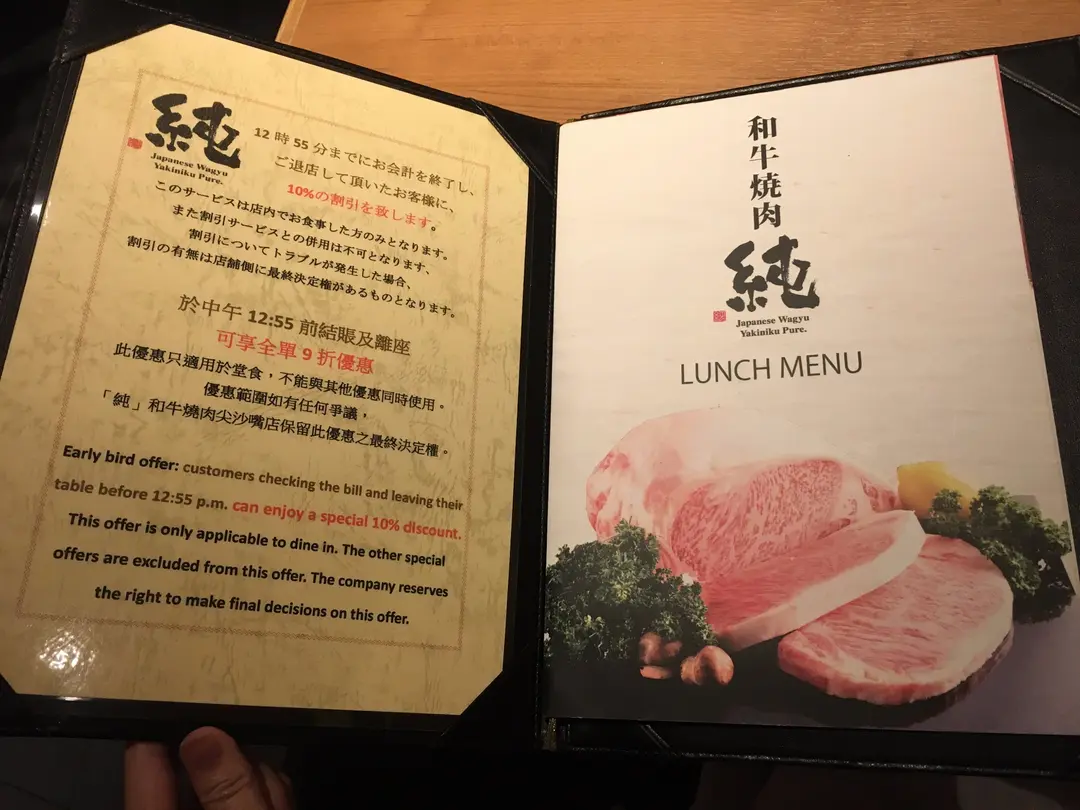 純
Japanese Wagyu
Yakiniku Pure.
12 時 55 分までにお会計を終了し、
ご退店して頂いたお客様に、
10%の割引を致します。
このサービスは店内でお食事した方のみとなります。
また割引サービスとの併用は不可となります、
割引についてトラブルが発生した場合、
割引の有無は店舗側に最終決定権があるものとなります。
於中午 12:55 前結賬及離座
可享全單 9 折優惠
此優惠只適用於堂食，不能與其他優惠同時使用。
優惠範圍如有任何爭議，
「純」和牛燒肉尖沙嘴店保留此優惠之最終決定權。
Early bird offer: customers checking the bill and leaving their
table before 12:55 p.m. can enjoy a special 10% discount.
This offer is only applicable to dine in. The other special
offers are excluded from this offer. The company reserves
the right to make final decisions on this offer.
和牛燒肉
純
Japanese Wagyu
Yakiniku Pure.
LUNCH MENU